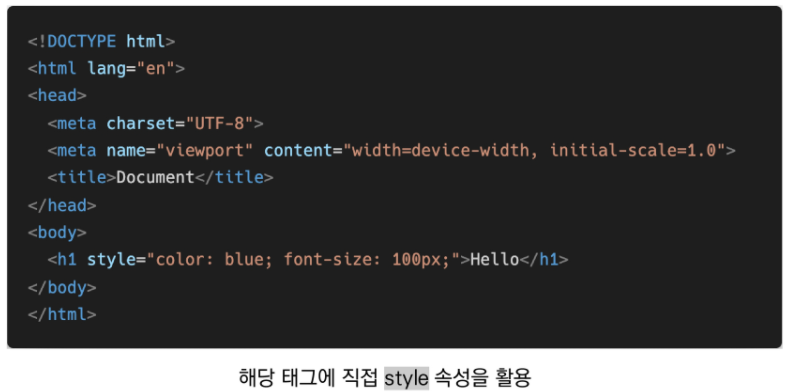 <!DOCTYPE html>
<html lang="en">
<head>
  <meta charset="UTF-8">
  <meta name="viewport" content="width=device-width, initial-scale=1.0">
  <title>Document</title>
</head>
<body>
  <h1 style="color: blue; font-size: 100px;">Hello</h1>
</body>
</html>
해당 태그에 직접 style 속성을 활용